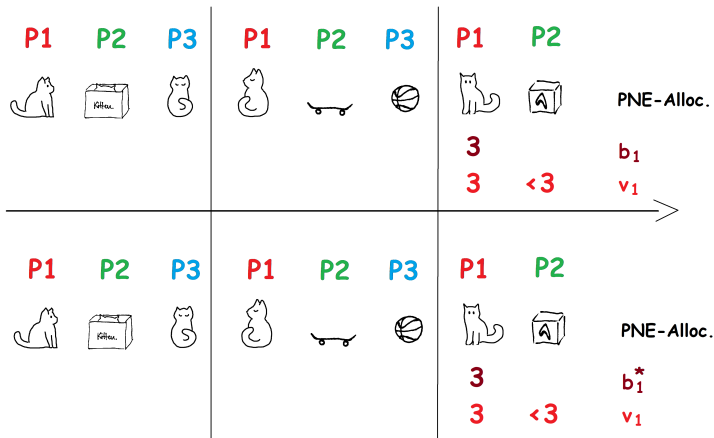 P1 P2 P3 P1 P2 P3 P1 P2
Kitten. A PNE-Alloc.
3 b₁
3 <3 v₁
P1 P2 P3 P1 P2 P3 P1 P2
Kitten. A PNE-Alloc.
3 b₁*
3 <3 v₁